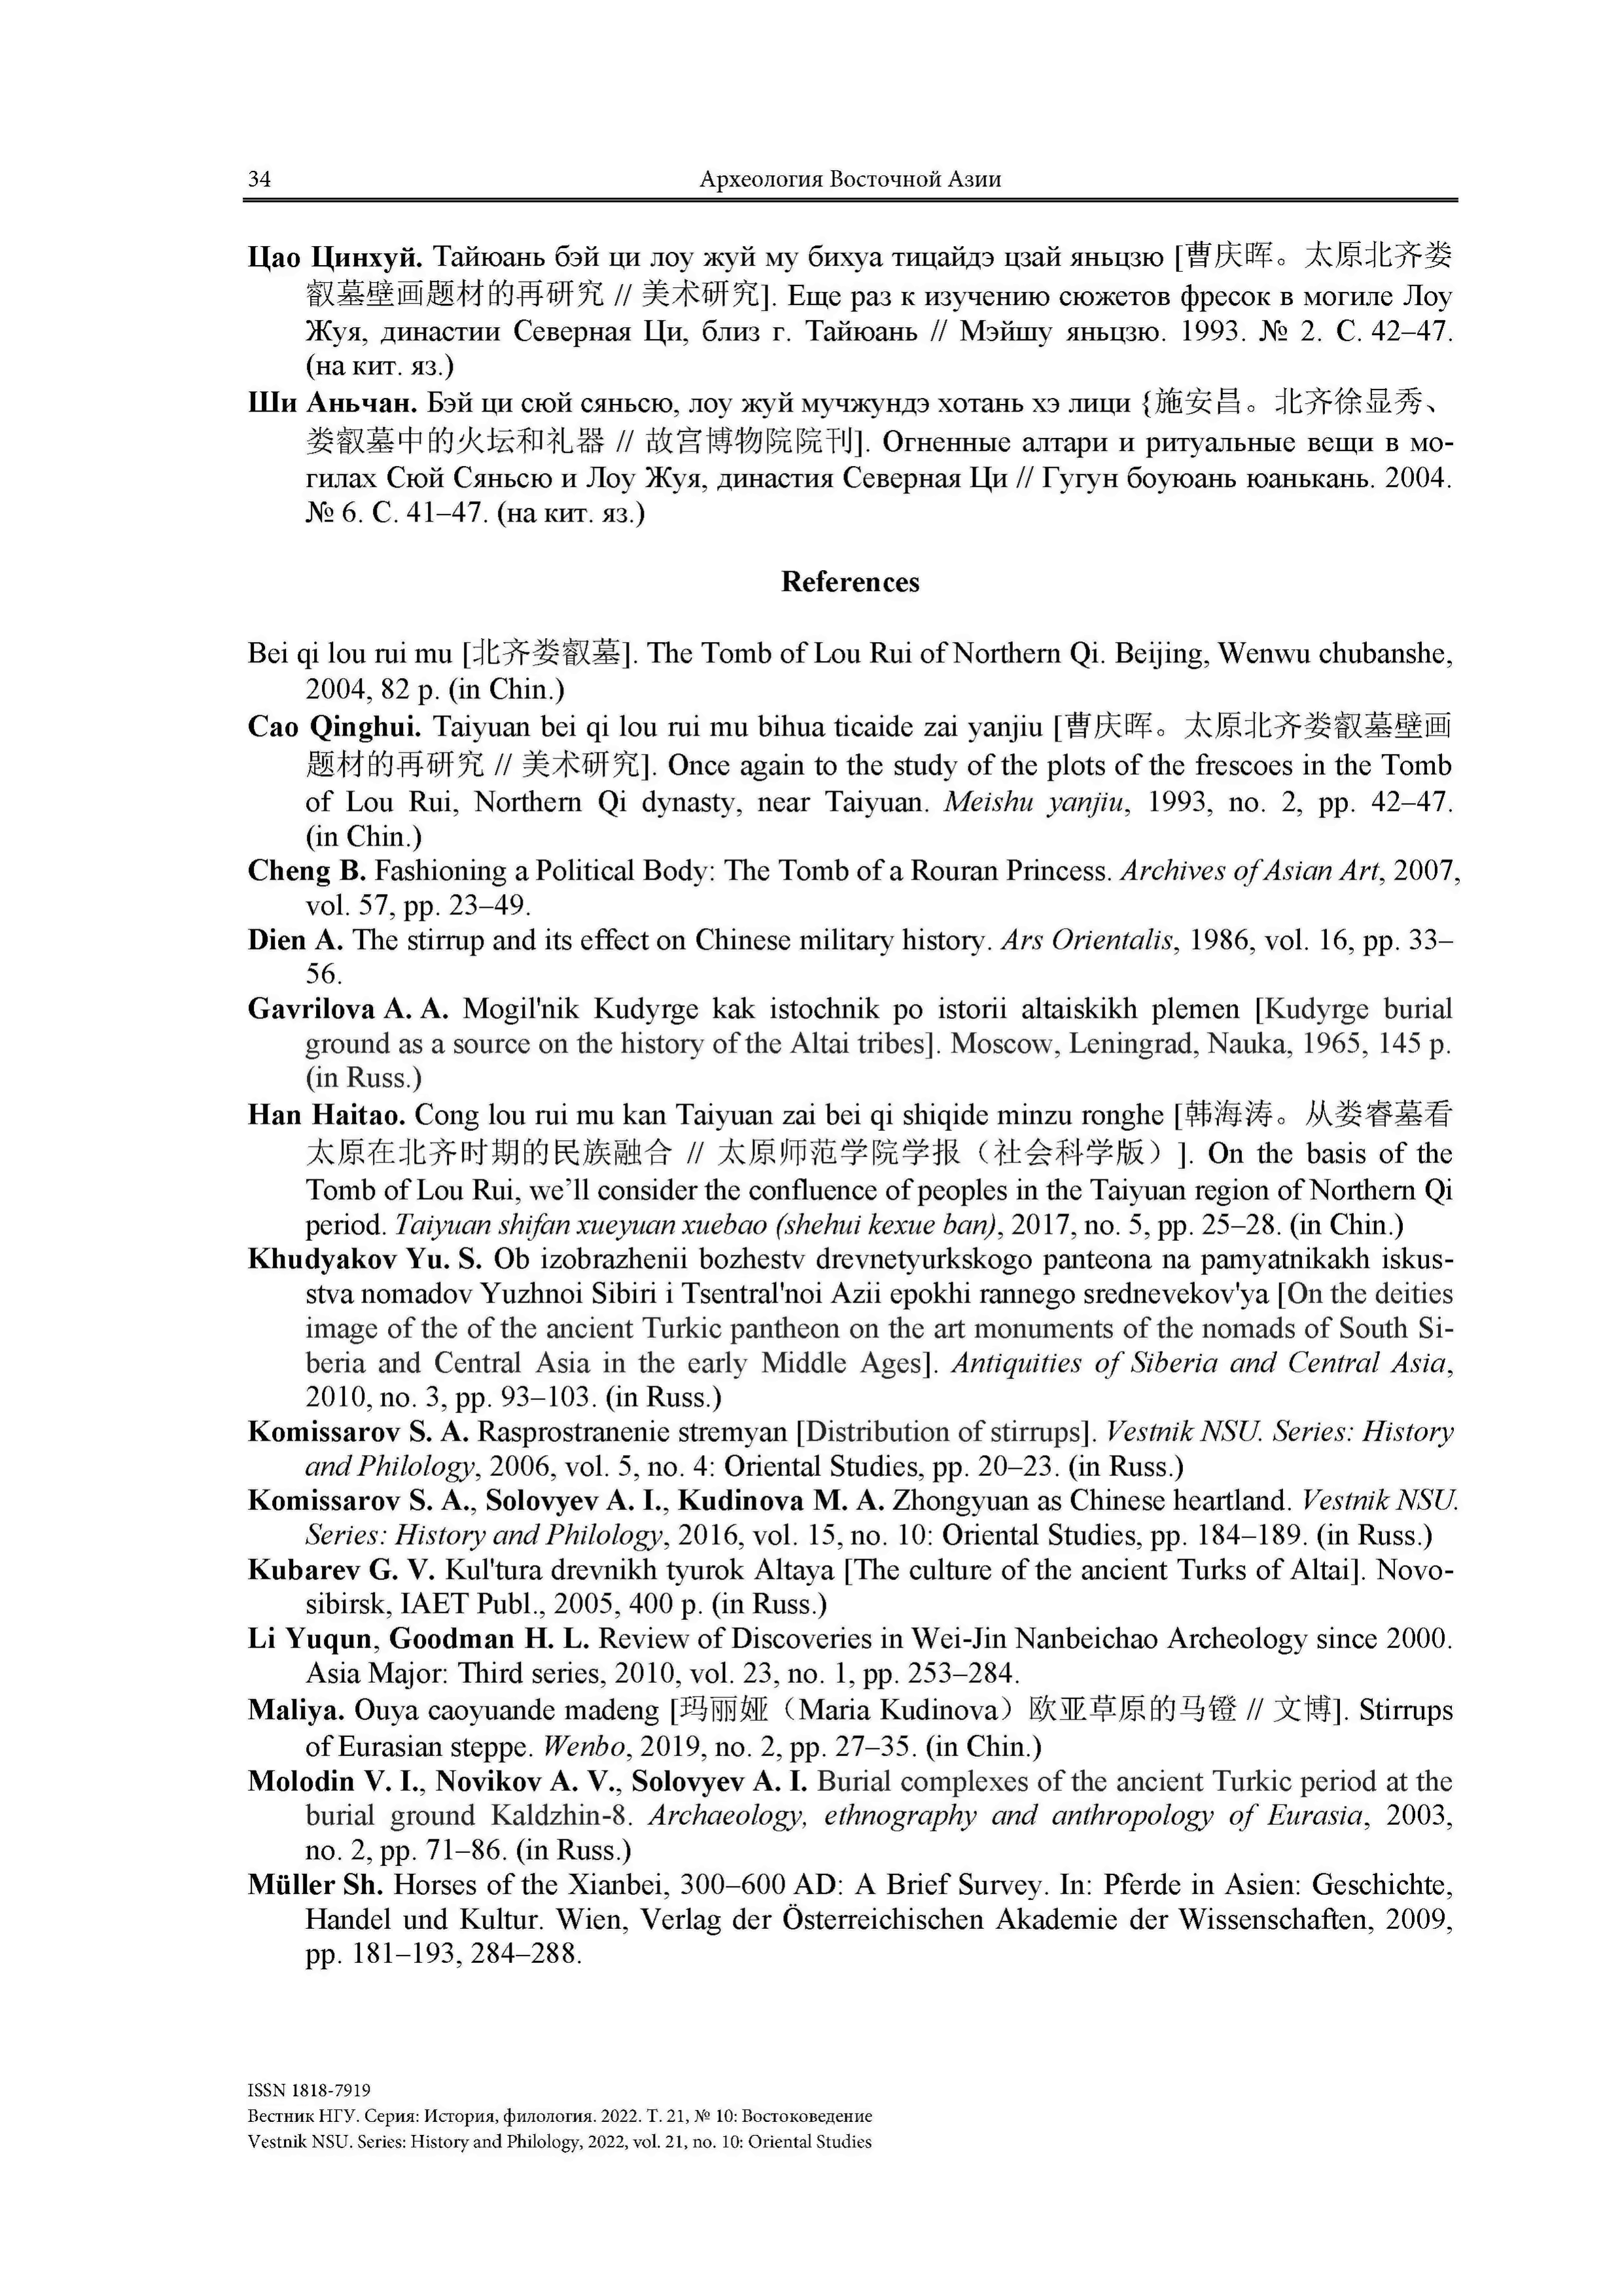 34
Археология Восточной Азии
Цао Цинхуй. Тайюань бэй ци лоу жуй му бихуа тицайдэ цзай яньцзю [曹庆晖。太原北齐娄
叡墓壁画题材的再研究 // 美术研究]. Еще раз к изучению сюжетов фресок в могиле Лоу
Жуя, династии Северная Ци, близ г. Тайюань // Мэйшу яньцзю. 1993. № 2. С. 42–47.
(на кит. яз.)
Ши Аньчан. Бэй ци сюй сяньсю, лоу жуй мучжундэ хотань хэ лици {施安昌。北齐徐显秀、
娄叡墓中的火坛和礼器 // 故宫博物院院刊]. Огненные алтари и ритуальные вещи в мо-
гилах Сюй Сяньсю и Лоу Жуя, династия Северная Ци // Гугун боуюань юанькань. 2004.
№ 6. С. 41–47. (на кит. яз.)
References
Bei qi lou rui mu [北齐娄叡墓]. The Tomb of Lou Rui of Northern Qi. Beijing, Wenwu chubanshe,
2004, 82 p. (in Chin.)
Cao Qinghui. Taiyuan bei qi lou rui mu bihua ticaide zai yanjiu [曹庆晖。太原北齐娄叡墓壁画
题材的再研究 // 美术研究]. Once again to the study of the plots of the frescoes in the Tomb
of Lou Rui, Northern Qi dynasty, near Taiyuan. Meishu yanjiu, 1993, no. 2, pp. 42–47.
(in Chin.)
Cheng B. Fashioning a Political Body: The Tomb of a Rouran Princess. Archives of Asian Art, 2007,
vol. 57, pp. 23–49.
Dien A. The stirrup and its effect on Chinese military history. Ars Orientalis, 1986, vol. 16, pp. 33–
56.
Gavrilova A. A. Mogil'nik Kudyrge kak istochnik po istorii altaiskikh plemen [Kudyrge burial
ground as a source on the history of the Altai tribes]. Moscow, Leningrad, Nauka, 1965, 145 p.
(in Russ.)
Han Haitao. Cong lou rui mu kan Taiyuan zai bei qi shiqide minzu ronghe [韩海涛。从娄睿墓看
太原在北齐时期的民族融合 // 太原师范学院学报（社会科学版）]. On the basis of the
Tomb of Lou Rui, we’ll consider the confluence of peoples in the Taiyuan region of Northern Qi
period. Taiyuan shifan xueyuan xuebao (shehui kexue ban), 2017, no. 5, pp. 25–28. (in Chin.)
Khudyakov Yu. S. Ob izobrazhenii bozhestv drevnetyurkskogo panteona na pamyatnikakh iskus-
stva nomadov Yuzhnoi Sibiri i Tsentral'noi Azii epokhi rannego srednevekov'ya [On the deities
image of the of the ancient Turkic pantheon on the art monuments of the nomads of South Si-
beria and Central Asia in the early Middle Ages]. Antiquities of Siberia and Central Asia,
2010, no. 3, pp. 93–103. (in Russ.)
Komissarov S. A. Rasprostranenie stremyan [Distribution of stirrups]. Vestnik NSU. Series: History
and Philology, 2006, vol. 5, no. 4: Oriental Studies, pp. 20–23. (in Russ.)
Komissarov S. A., Solovyev A. I., Kudinova M. A. Zhongyuan as Chinese heartland. Vestnik NSU.
Series: History and Philology, 2016, vol. 15, no. 10: Oriental Studies, pp. 184–189. (in Russ.)
Kubarev G. V. Kul'tura drevnikh tyurok Altaya [The culture of the ancient Turks of Altai]. Novo-
sibirsk, IAET Publ., 2005, 400 p. (in Russ.)
Li Yuqun, Goodman H. L. Review of Discoveries in Wei-Jin Nanbeichao Archeology since 2000.
Asia Major: Third series, 2010, vol. 23, no. 1, pp. 253–284.
Maliya. Ouya caoyuande madeng [玛丽娅（Maria Kudinova）欧亚草原的马镫 // 文博]. Stirrups
of Eurasian steppe. Wenbo, 2019, no. 2, pp. 27–35. (in Chin.)
Molodin V. I., Novikov A. V., Solovyev A. I. Burial complexes of the ancient Turkic period at the
burial ground Kaldzhin-8. Archaeology, ethnography and anthropology of Eurasia, 2003,
no. 2, pp. 71–86. (in Russ.)
Müller Sh. Horses of the Xianbei, 300–600 AD: A Brief Survey. In: Pferde in Asien: Geschichte,
Handel und Kultur. Wien, Verlag der Österreichischen Akademie der Wissenschaften, 2009,
pp. 181–193, 284–288.
ISSN 1818-7919
Вестник НГУ. Серия: История, филология. 2022. Т. 21, № 10: Востоковедение
Vestnik NSU. Series: History and Philology, 2022, vol. 21, no. 10: Oriental Studies